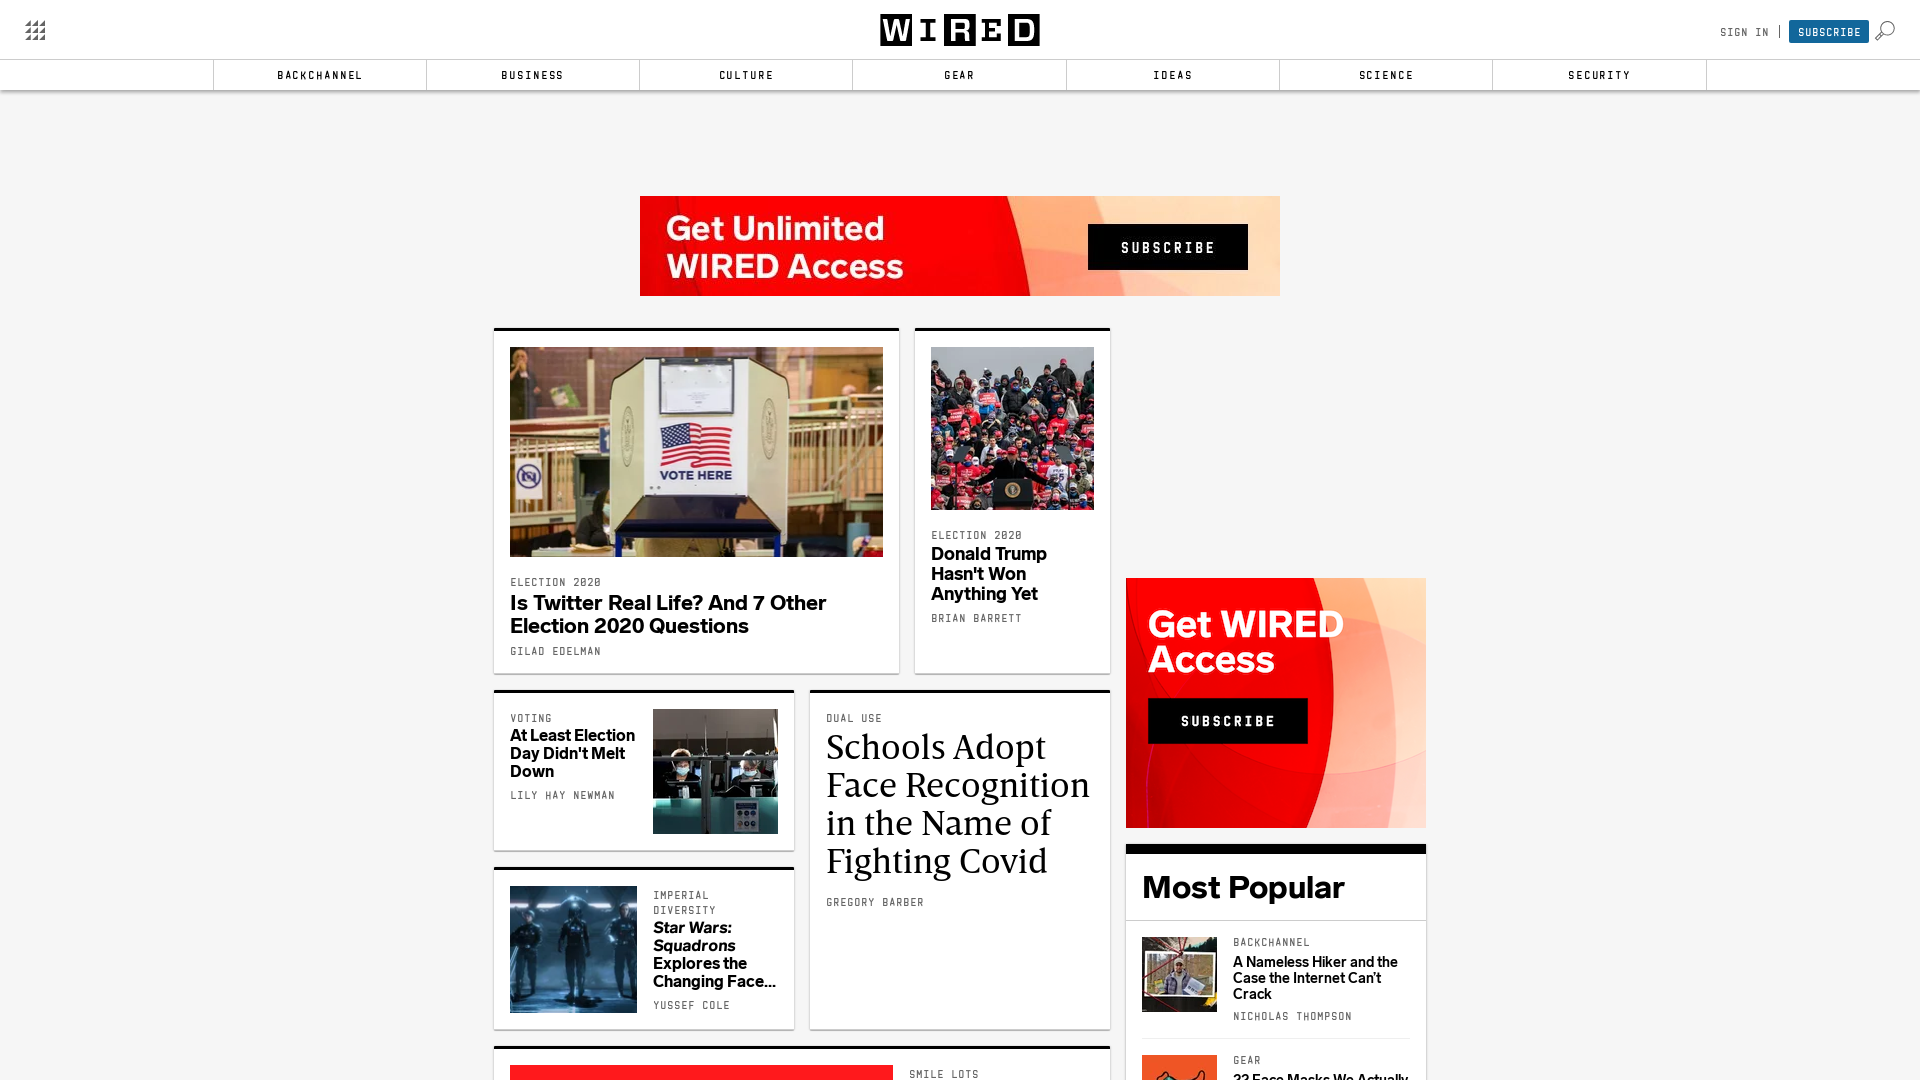 WIRED
SIGN IN
SUBSCRIBE
BACKCHANNEL
BUSINESS
CULTURE
GEAR
IDEAS
SCIENCE
SECURITY
Get Unlimited
WIRED Access
SUBSCRIBE
VOTE HERE
ELECTION 2020
Is Twitter Real Life? And 7 Other
Election 2020 Questions
GILAD EDELMAN
ELECTION 2020
Donald Trump
Hasn't Won
Anything Yet
BRIAN BARRETT
Get WIRED
Access
SUBSCRIBE
VOTING
At Least Election
Day Didn't Melt
Down
LILY HAY NEWMAN
DUAL USE
Schools Adopt
Face Recognition
in the Name of
Fighting Covid
GREGORY BARBER
IMPERIAL
DIVERSITY
Star Wars:
Squadrons
Explores the
Changing Face...
YUSSEF COLE
Most Popular
BACKCHANNEL
A Nameless Hiker and the
Case the Internet Can’t
Crack
NICHOLAS THOMPSON
GEAR
22 Face Masks We Actually
SMILE LOTS